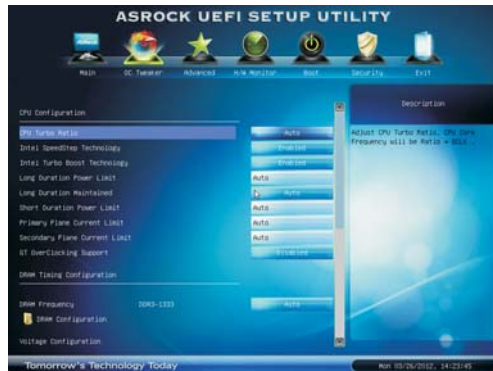 ASROCK UEFI SETUP UTILITY
Main OC Tweaker Advanced H/W Monitor Boot Security Exit
CPU Configuration
Description
CPU Turbo Ratio Auto
Adjust CPU Turbo Ratio. CPU Core
frequency will be Ratio * BCLK.
Intel SpeedStep Technology Enabled
Intel Turbo Boost Technology Enabled
Long Duration Power Limit Auto
Long Duration Maintained Auto
Short Duration Power Limit Auto
Primary Plane Current Limit Auto
Secondary Plane Current Limit Auto
GT OverClocking Support Disabled
DRAM Timing Configuration
DRAM Frequency DDR3-1333 Auto
DRAM Configuration
Voltage Configuration
Tomorrow's Technology Today
Mon 03/26/2012, 14:23:45